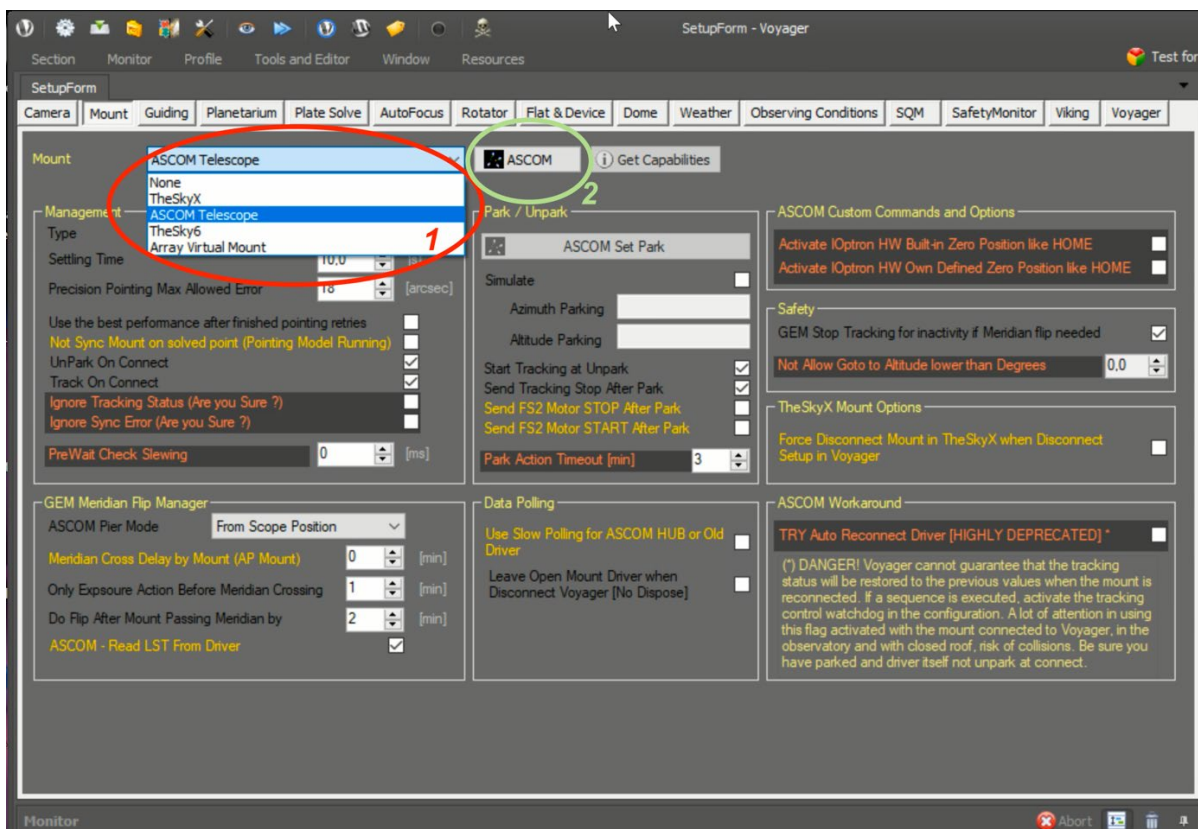 SetupForm - Voyager
Section Monitor Profile Tools and Editor Window Resources
Test for
SetupForm
Camera Mount Guiding Planetarium Plate Solve AutoFocus Rotator Flat & Device Dome Weather Observing Conditions SQM SafetyMonitor Viking Voyager
Mount
ASCOM Telescope
ASCOM
Get Capabilities
None
TheSkyX
ASCOM Telescope
TheSky6
Array Virtual Mount
1
2
Management
Type
Settling Time 10,0 [s]
Precision Pointing Max Allowed Error 18 [arcsec]
Use the best performance after finished pointing retries
Not Sync Mount on solved point (Pointing Model Running)
UnPark On Connect
Track On Connect
Ignore Tracking Status (Are you Sure ?)
Ignore Sync Error (Are you Sure ?)
PreWait Check Slewing 0 [ms]
Park / Unpark
ASCOM Set Park
Simulate
Azimuth Parking
Altitude Parking
Start Tracking at Unpark
Send Tracking Stop After Park
Send FS2 Motor STOP After Park
Send FS2 Motor START After Park
Park Action Timeout [min] 3
ASCOM Custom Commands and Options
Activate IOptron HW Built-in Zero Position like HOME
Activate IOptron HW Own Defined Zero Position like HOME
Safety
GEM Stop Tracking for inactivity if Meridian flip needed
Not Allow Goto to Altitude lower than Degrees 0,0
TheSkyX Mount Options
Force Disconnect Mount in TheSkyX when Disconnect
Setup in Voyager
GEM Meridian Flip Manager
ASCOM Pier Mode From Scope Position
Meridian Cross Delay by Mount (AP Mount) 0 [min]
Only Expsoure Action Before Meridian Crossing 1 [min]
Do Flip After Mount Passing Meridian by 2 [min]
ASCOM - Read LST From Driver
Data Polling
Use Slow Polling for ASCOM HUB or Old
Driver
Leave Open Mount Driver when
Disconnect Voyager [No Dispose]
ASCOM Workaround
TRY Auto Reconnect Driver [HIGHLY DEPRECATED] *
(*) DANGER! Voyager cannot guarantee that the tracking
status will be restored to the previous values when the mount is
reconnected. If a sequence is executed, activate the tracking
control watchdog in the configuration. A lot of attention in using
this flag activated with the mount connected to Voyager, in the
observatory and with closed roof, risk of collisions. Be sure you
have parked and driver itself not unpark at connect.
Monitor
Abort